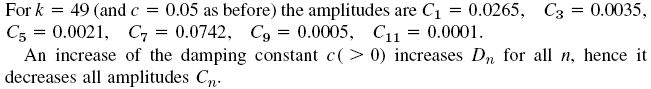 For k = 49 (and c = 0.05 as before) the amplitudes are C₁ = 0.0265, C₃ = 0.0035,
C₅ = 0.0021, C₇ = 0.0742, C₉ = 0.0005, C₁₁ = 0.0001.
An increase of the damping constant c( > 0) increases Dₙ for all n, hence it
decreases all amplitudes Cₙ.